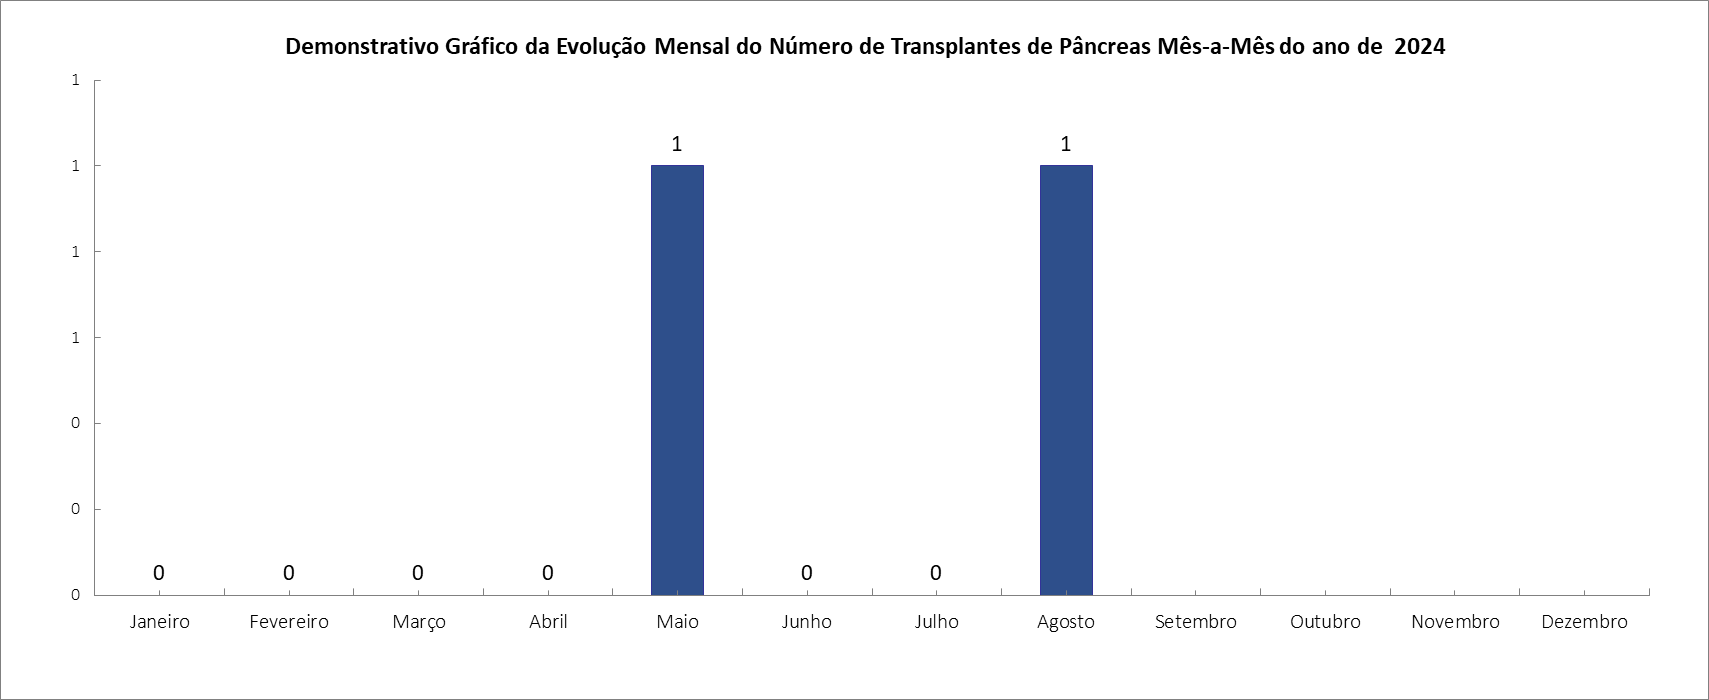 Demonstrativo Gráfico da Evolução Mensal do Número de Transplantes de Pâncreas Mês-a-Mês do ano de 2024
1
1
1
1
0
0
0
0 0 0 0 1 0 0 1
Janeiro Fevereiro Março Abril Maio Junho Julho Agosto Setembro Outubro Novembro Dezembro